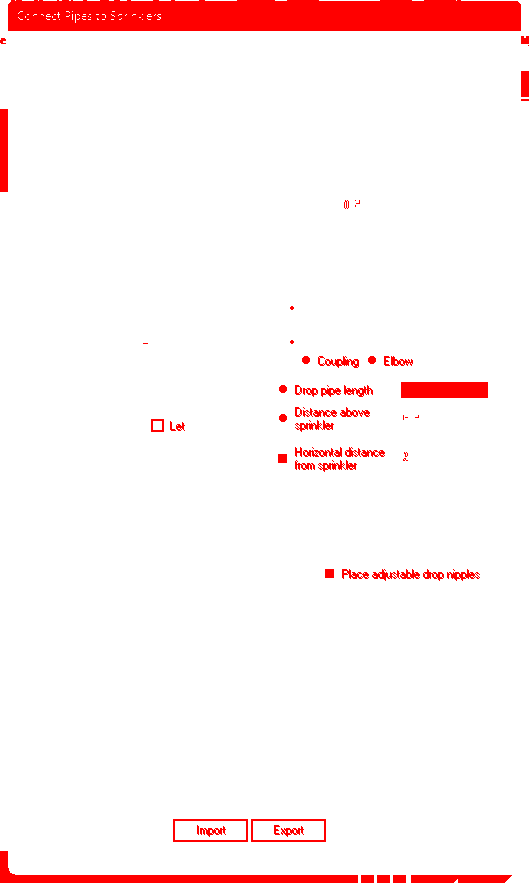 Connect Pipes to Sprinklers
Coupling Elbow
Drop pipe length
Distance above
sprinkler
Let
Horizontal distance
from sprinkler
2
Place adjustable drop nipples
Import Export